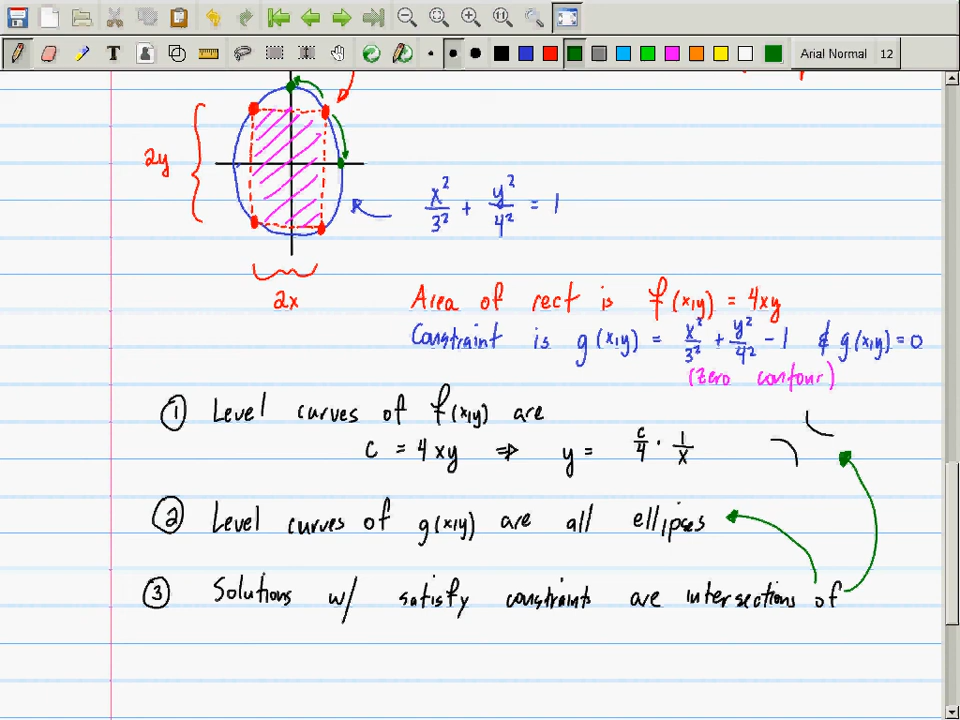 Arial Normal 12
2y
x²/3² + y²/4² = 1
2x
Area of rect is f(x,y) = 4xy
Constraint is g(x,y) = x²/3² + y²/4² - 1 & g(x,y) = 0
(Zero contour)
① Level curves of f(x,y) are
c = 4xy ⇒ y = c/4 · 1/x
② Level curves of g(x,y) are all ellipses
③ Solutions w/ satisfy constraints are intersections of